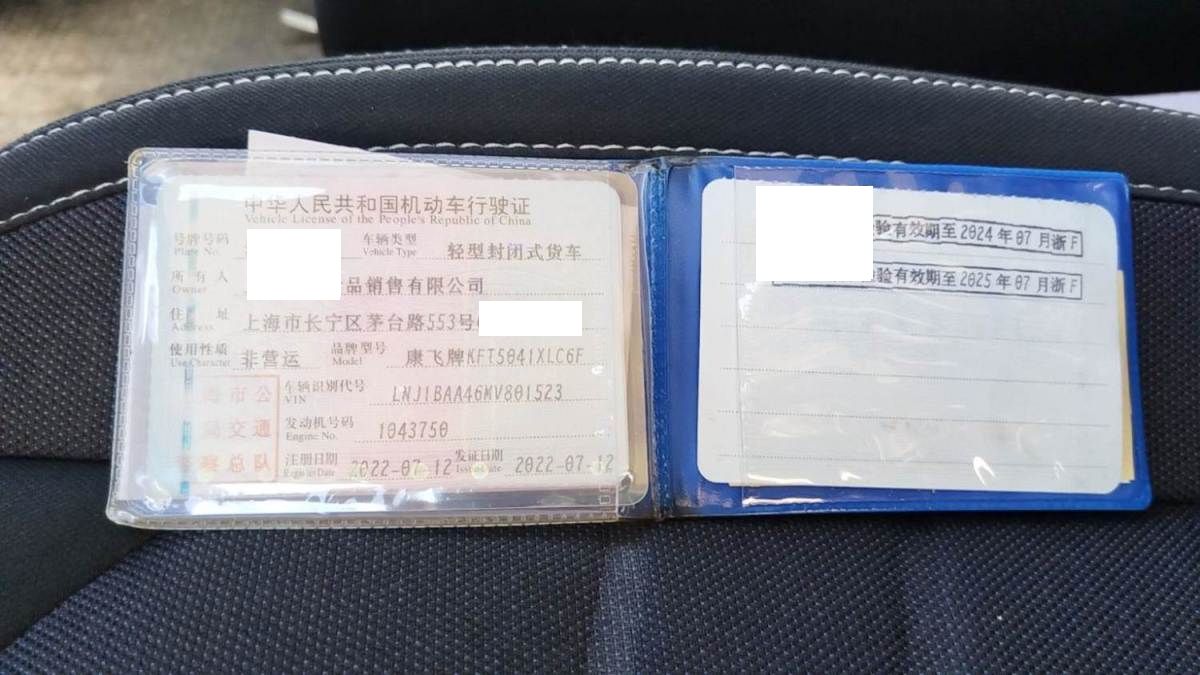 中华人民共和国机动车行驶证
Vehicle License of the People's Republic of China
号牌号码 车辆类型 轻型封闭式货车
Plate No. Vehicle Type
所有人 品销售有限公司
Owner
住址 上海市长宁区茅台路553号
Address
使用性质 非营运 品牌型号 康飞牌KFT5041XLC6F
Use Character Model
车辆识别代号 LNJ1BAA46MV801523
VIN
发动机号码 1043750
Engine No.
注册日期 2022-07-12 发证日期 2022-07-12
Register Date Issue Date
海市公
局交通
警察总队
验有效期至2024年07月浙F
验有效期至2025年07月浙F